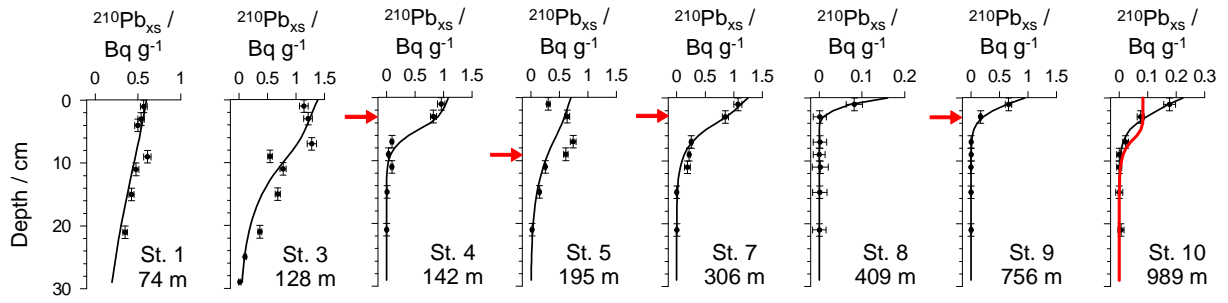 ²¹⁰Pbxs / ²¹⁰Pbxs / ²¹⁰Pbxs / ²¹⁰Pbxs / ²¹⁰Pbxs / ²¹⁰Pbxs / ²¹⁰Pbxs / ²¹⁰Pbxs /
Bq g⁻¹ Bq g⁻¹ Bq g⁻¹ Bq g⁻¹ Bq g⁻¹ Bq g⁻¹ Bq g⁻¹ Bq g⁻¹
0 0.5 1 0 0.5 1 1.5 0 0.5 1 1.5 0 0.5 1 1.5 0 0.5 1 1.5 0 0.1 0.2 0 0.5 1 1.5 0 0.1 0.2 0.3
0
10
20
30
Depth / cm
St. 1 St. 3 St. 4 St. 5 St. 7 St. 8 St. 9 St. 10
74 m 128 m 142 m 195 m 306 m 409 m 756 m 989 m